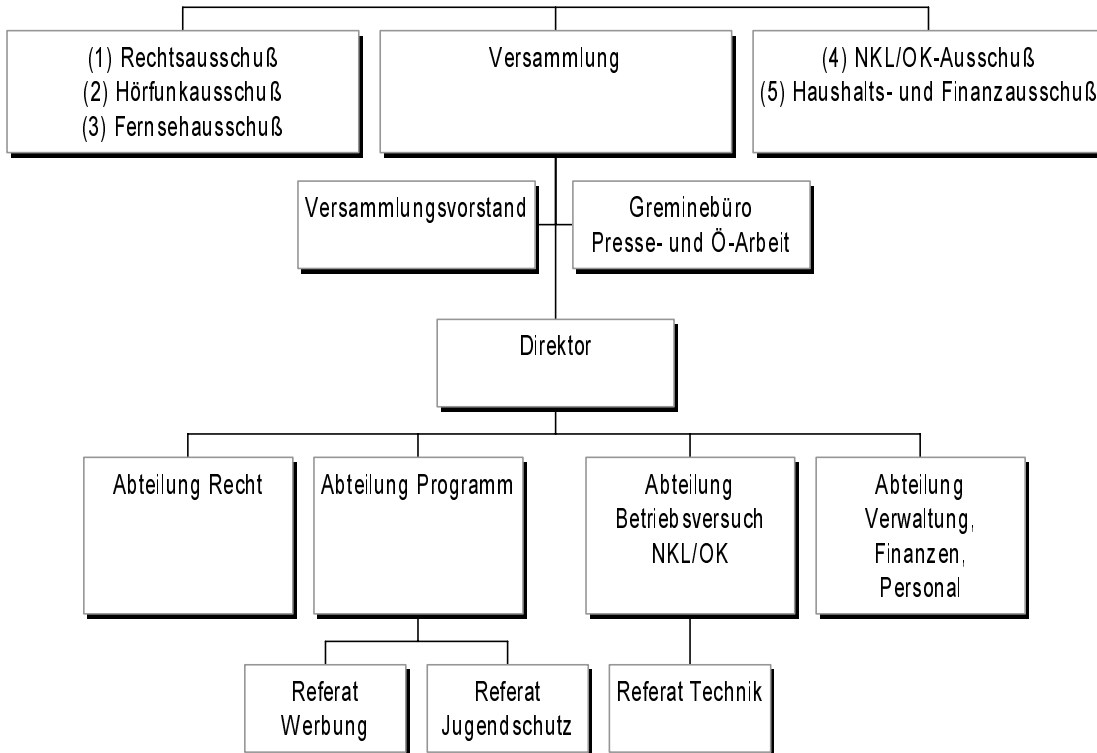 (1) Rechtsausschuß
(2) Hörfunkausschuß
(3) Fernsehausschuß
Versammlung
(4) NKL/OK-Ausschuß
(5) Haushalts- und Finanzausschuß
Versammlungsvorstand
Greminebüro
Presse- und Ö-Arbeit
Direktor
Abteilung Recht
Abteilung Programm
Abteilung
Betriebsversuch
NKL/OK
Abteilung
Verwaltung,
Finanzen,
Personal
Referat
Werbung
Referat
Jugendschutz
Referat Technik